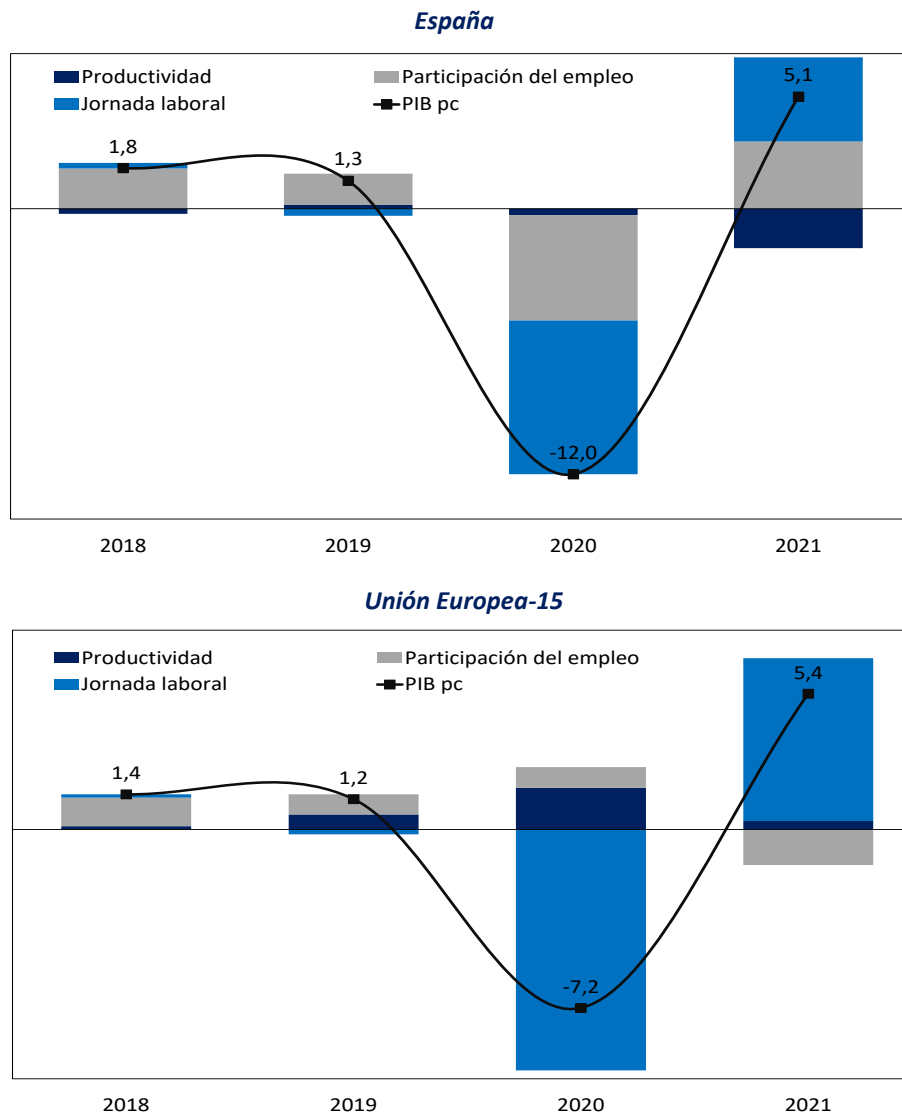 España
Productividad
Participación del empleo
Jornada laboral
PIB pc
1,8
1,3
-12,0
5,1
2018
2019
2020
2021
Unión Europea-15
Productividad
Participación del empleo
Jornada laboral
PIB pc
1,4
1,2
-7,2
5,4
2018
2019
2020
2021